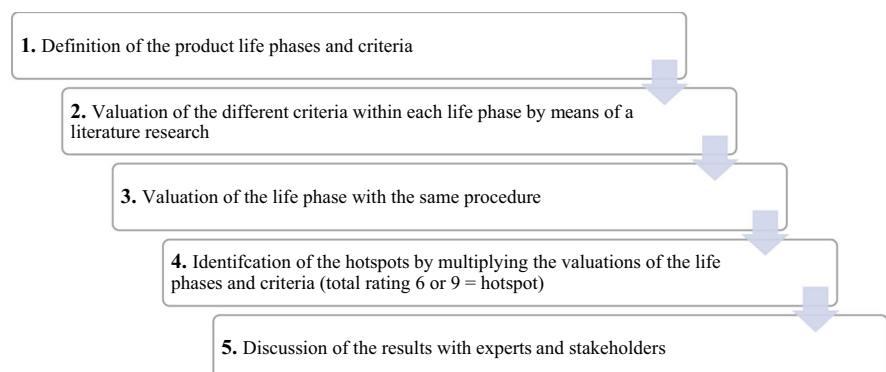 1. Definition of the product life phases and criteria
2. Valuation of the different criteria within each life phase by means of a
literature research
3. Valuation of the life phase with the same procedure
4. Identifcation of the hotspots by multiplying the valuations of the life
phases and criteria (total rating 6 or 9 = hotspot)
5. Discussion of the results with experts and stakeholders